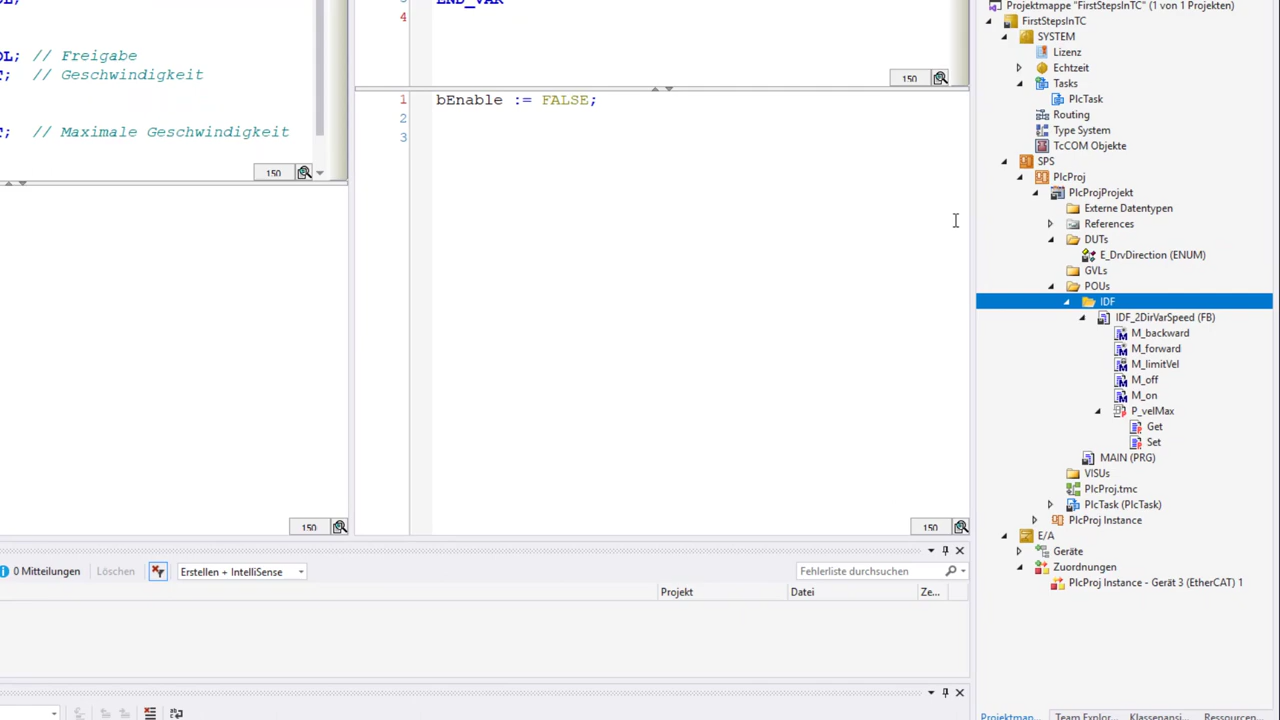 // Freigabe
// Geschwindigkeit
// Maximale Geschwindigkeit
150
END_VAR
4
150
1 bEnable := FALSE;
2
3
150
150
0 Mitteilungen
Löschen
Erstellen + IntelliSense
Fehlerliste durchsuchen
Projekt
Datei
Ze...
Projektmappe "FirstStepsInTC" (1 von 1 Projekten)
FirstStepsInTC
SYSTEM
Lizenz
Echtzeit
Tasks
PlcTask
Routing
Type System
TcCOM Objekte
SPS
PlcProj
PlcProjProjekt
Externe Datentypen
References
DUTs
E_DrvDirection (ENUM)
GVLs
POUs
IDF
IDF_2DirVarSpeed (FB)
M_backward
M_forward
M_limitVel
M_off
M_on
P_velMax
Get
Set
MAIN (PRG)
VISUs
PlcProj.tmc
PlcTask (PlcTask)
PlcProj Instance
E/A
Geräte
Zuordnungen
PlcProj Instance - Gerät 3 (EtherCAT) 1
Projektmap...
Team Explor...
Klassenansi...
Ressourcen...